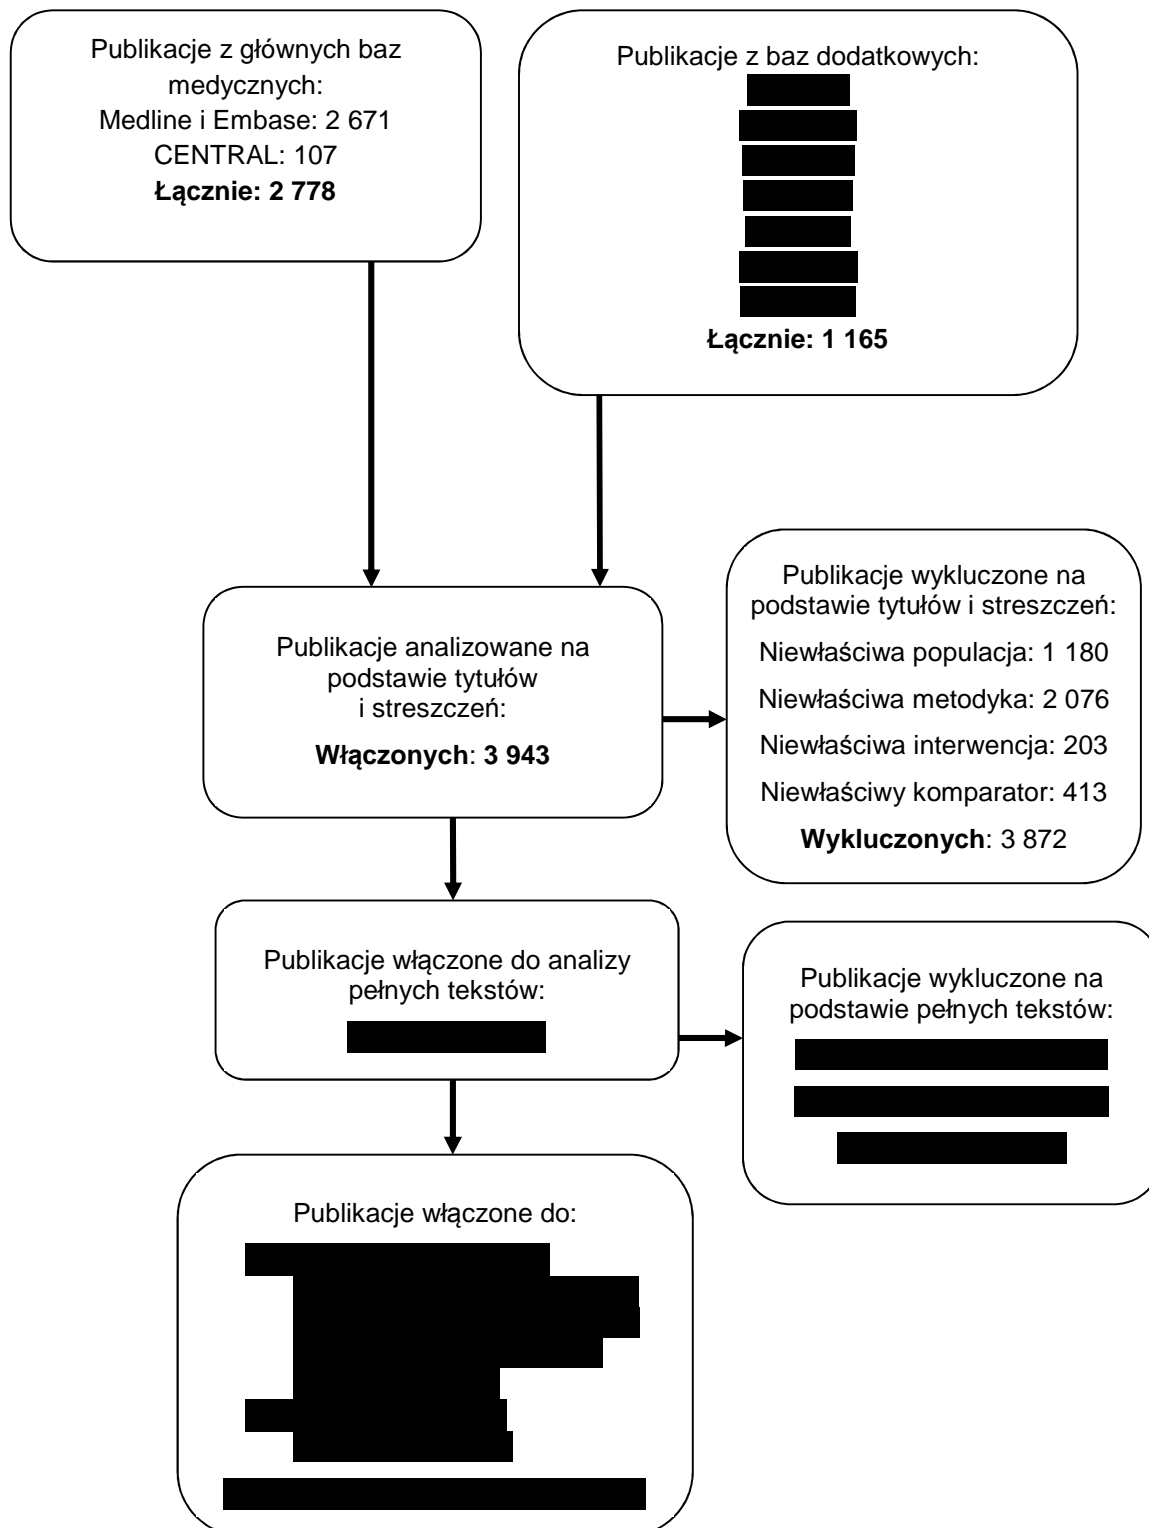 Publikacje z głównych baz
medycznych:
Medline i Embase: 2 671
CENTRAL: 107
Łącznie: 2 778
Publikacje z baz dodatkowych:
Łącznie: 1 165
Publikacje analizowane na
podstawie tytułów
i streszczeń:
Włączonych: 3 943
Publikacje wykluczone na
podstawie tytułów i streszczeń:
Niewłaściwa populacja: 1 180
Niewłaściwa metodyka: 2 076
Niewłaściwa interwencja: 203
Niewłaściwy komparator: 413
Wykluczonych: 3 872
Publikacje włączone do analizy
pełnych tekstów:
Publikacje wykluczone na
podstawie pełnych tekstów:
Publikacje włączone do: